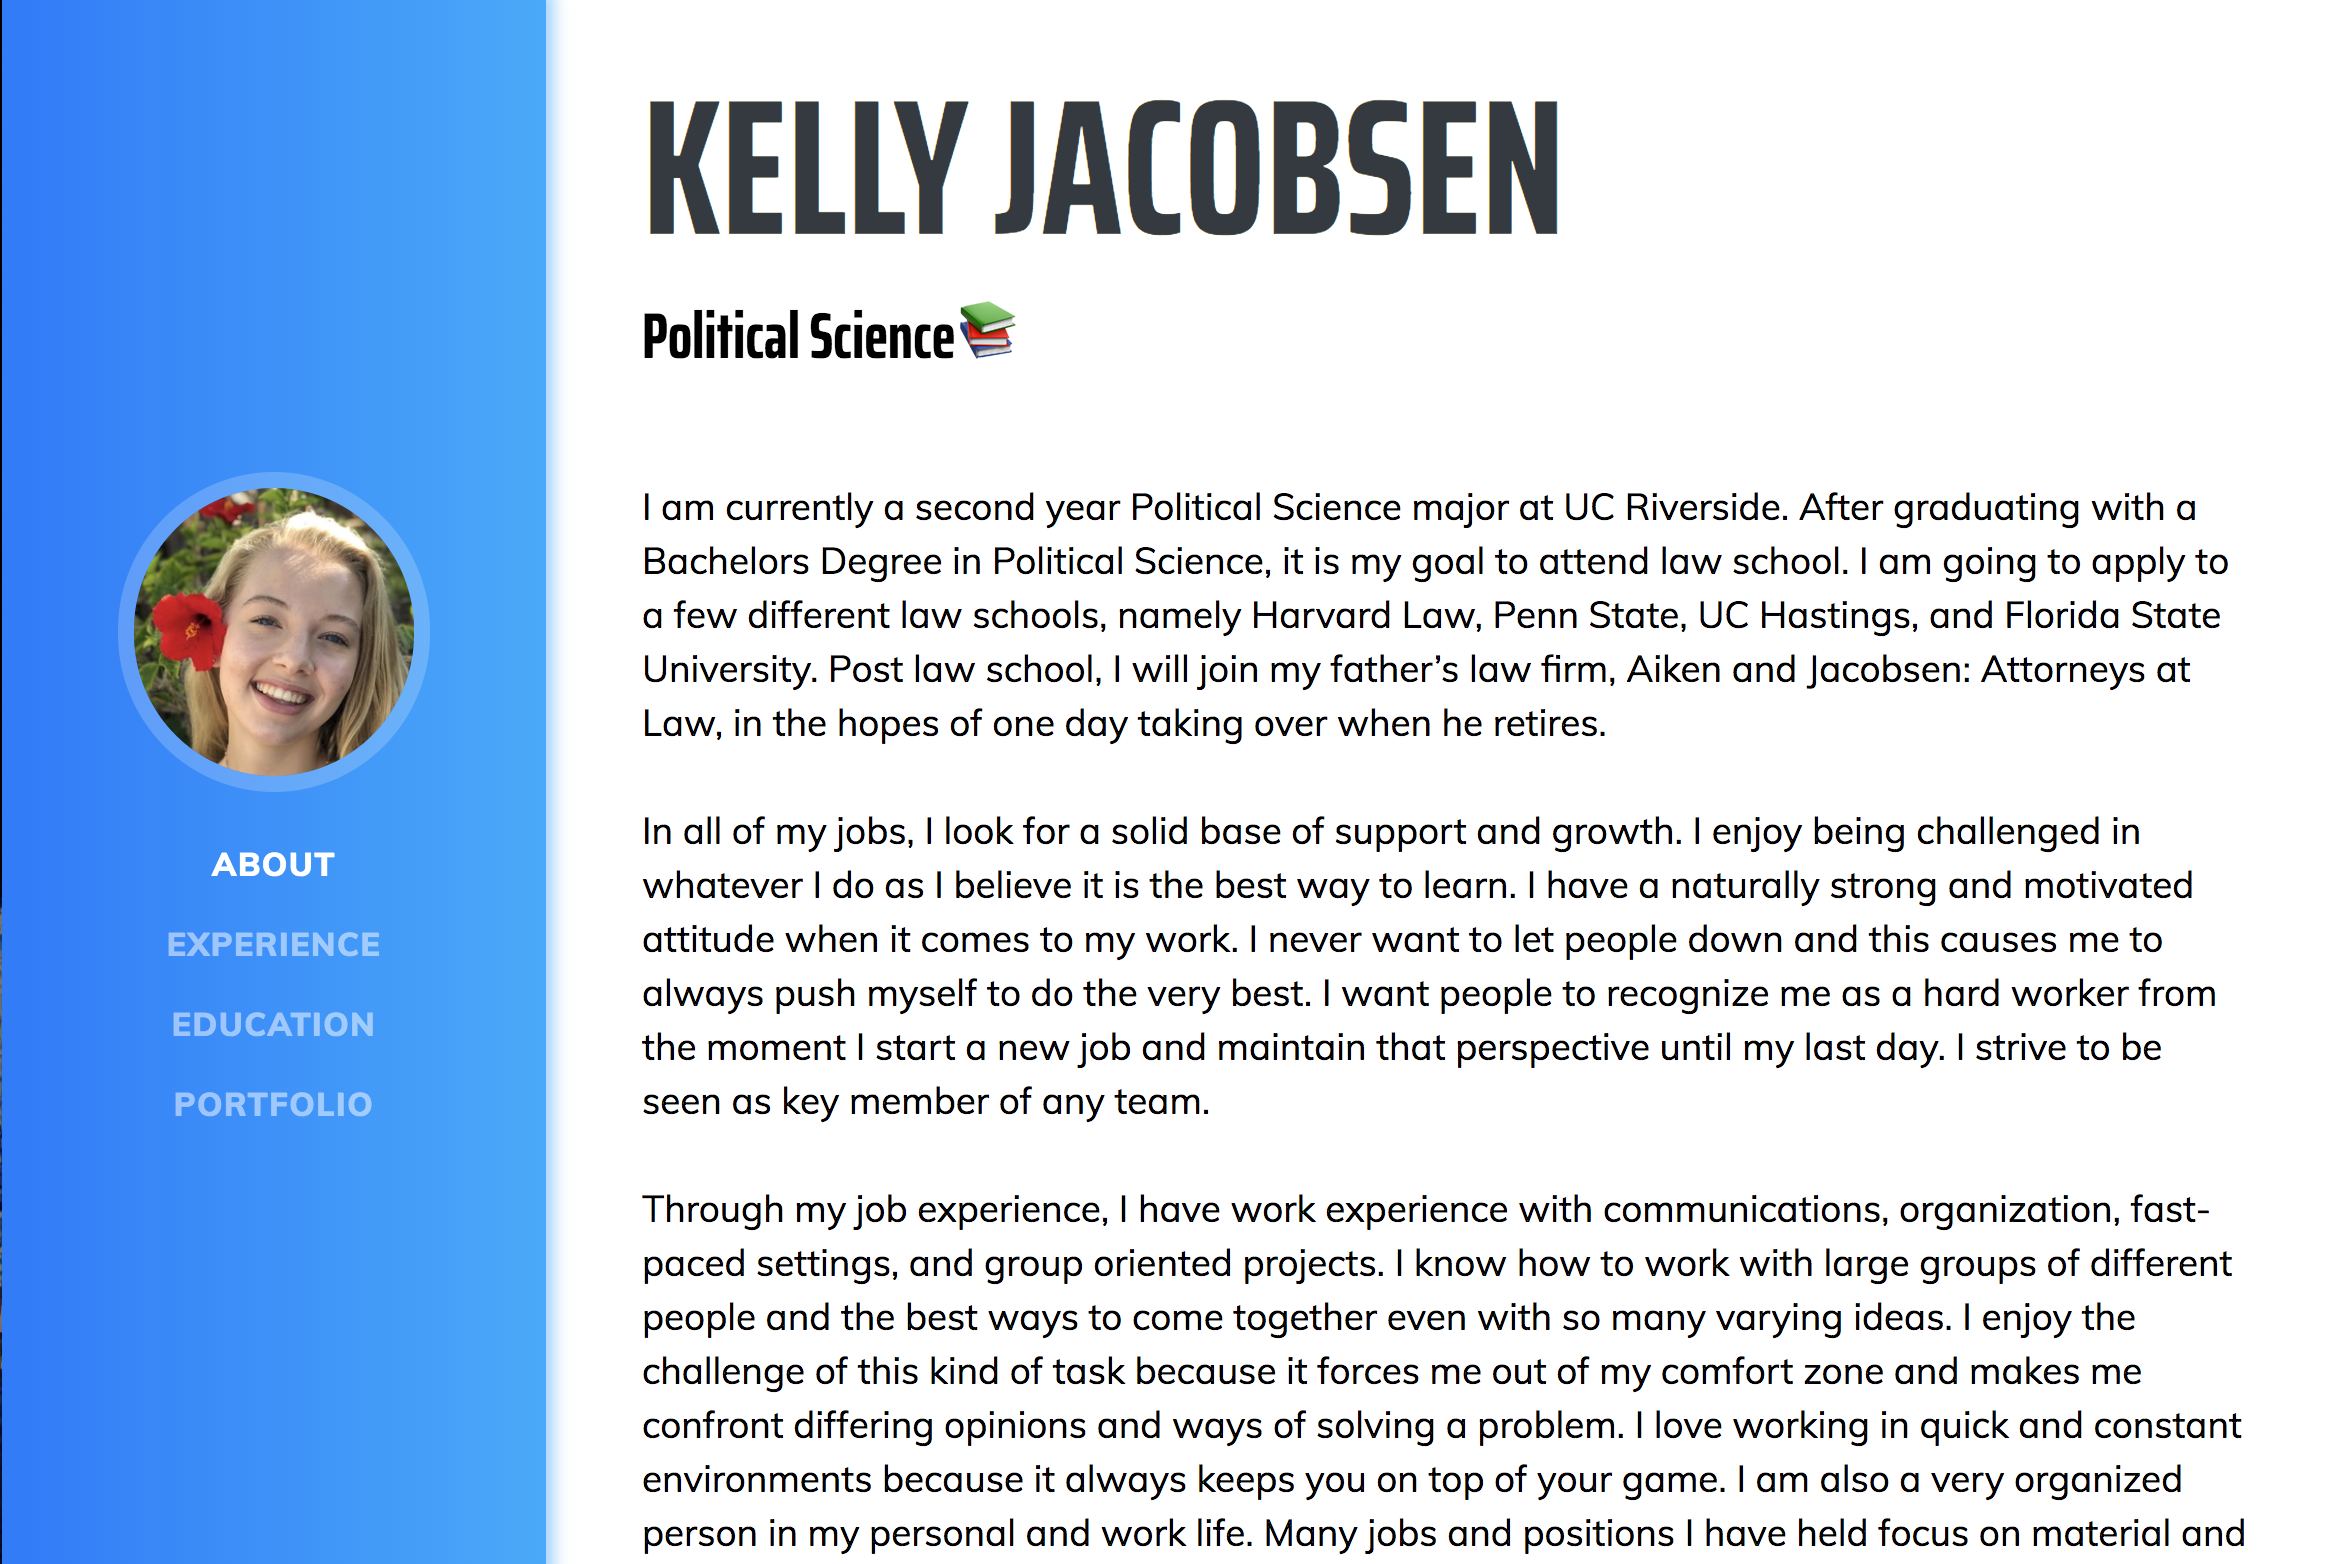 KELLY JACOBSEN
Political Science📚
I am currently a second year Political Science major at UC Riverside. After graduating with a
Bachelors Degree in Political Science, it is my goal to attend law school. I am going to apply to
a few different law schools, namely Harvard Law, Penn State, UC Hastings, and Florida State
University. Post law school, I will join my father’s law firm, Aiken and Jacobsen: Attorneys at
Law, in the hopes of one day taking over when he retires.
In all of my jobs, I look for a solid base of support and growth. I enjoy being challenged in
whatever I do as I believe it is the best way to learn. I have a naturally strong and motivated
attitude when it comes to my work. I never want to let people down and this causes me to
always push myself to do the very best. I want people to recognize me as a hard worker from
the moment I start a new job and maintain that perspective until my last day. I strive to be
seen as key member of any team.
Through my job experience, I have work experience with communications, organization, fast-
paced settings, and group oriented projects. I know how to work with large groups of different
people and the best ways to come together even with so many varying ideas. I enjoy the
challenge of this kind of task because it forces me out of my comfort zone and makes me
confront differing opinions and ways of solving a problem. I love working in quick and constant
environments because it always keeps you on top of your game. I am also a very organized
person in my personal and work life. Many jobs and positions I have held focus on material and
ABOUT
EXPERIENCE
EDUCATION
PORTFOLIO